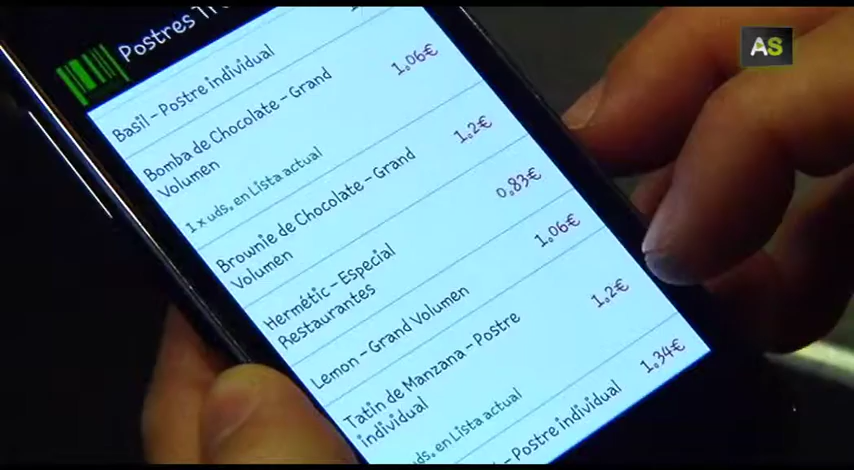 AS
Postres
Basil - Postre individual
Bomba de Chocolate - Grand
Volumen
1.06€
1 x uds. en Lista actual
Brownie de Chocolate - Grand
Volumen
1.2€
Hermétic - Especial
Restaurantes
0.83€
Lemon - Grand Volumen
1.06€
Tatin de Manzana - Postre
individual
1.2€
uds. en Lista actual
- Postre individual
1.34€